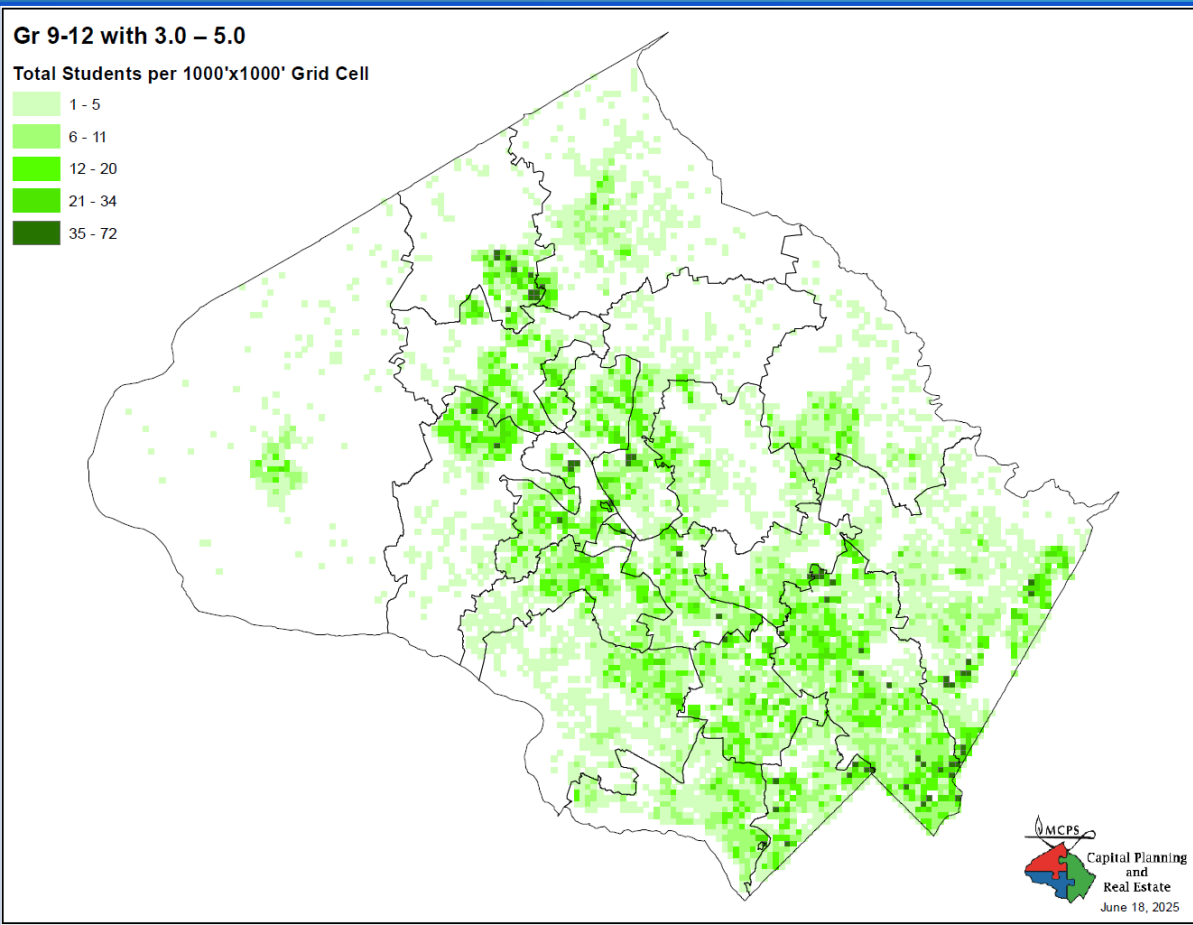 Gr 9-12 with 3.0 – 5.0
Total Students per 1000'x1000' Grid Cell
1 - 5
6 - 11
12 - 20
21 - 34
35 - 72
MCPS
Capital Planning
and
Real Estate
June 18, 2025